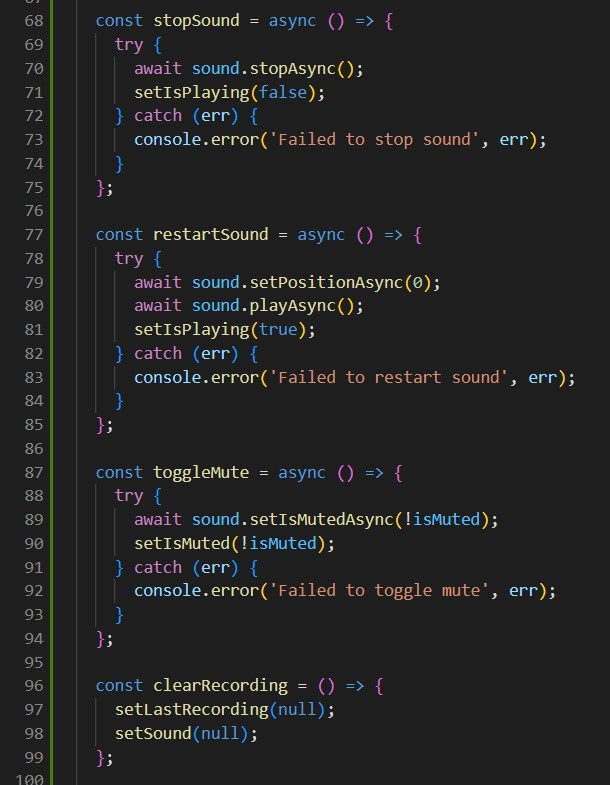 68 const stopSound = async () => {
69 try {
70 await sound.stopAsync();
71 setIsPlaying(false);
72 } catch (err) {
73 console.error('Failed to stop sound', err);
74 }
75 };
76
77 const restartSound = async () => {
78 try {
79 await sound.setPositionAsync(0);
80 await sound.playAsync();
81 setIsPlaying(true);
82 } catch (err) {
83 console.error('Failed to restart sound', err);
84 }
85 };
86
87 const toggleMute = async () => {
88 try {
89 await sound.setIsMutedAsync(!isMuted);
90 setIsMuted(!isMuted);
91 } catch (err) {
92 console.error('Failed to toggle mute', err);
93 }
94 };
95
96 const clearRecording = () => {
97 setLastRecording(null);
98 setSound(null);
99 };
100